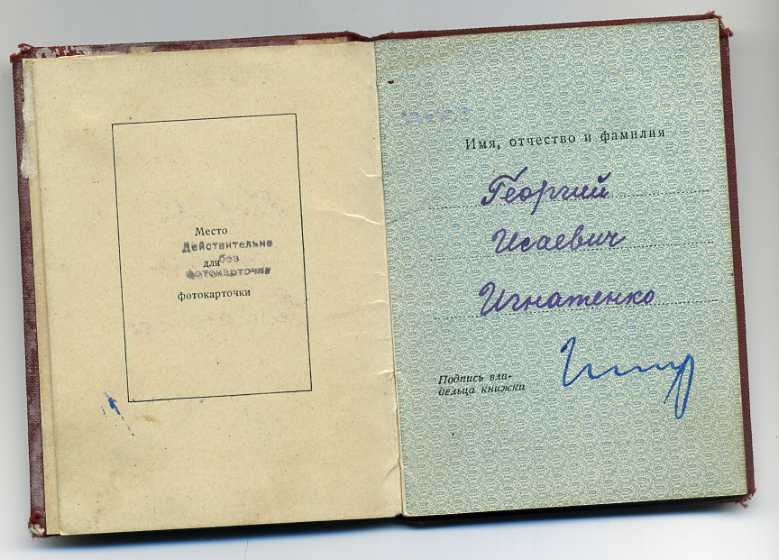 Место
Действительно
для без
фотокарточки
фотокарточки
Имя, отчество и фамилия
Георгий
Исаевич
Игнатенко
Подпись вла-
дельца книжки